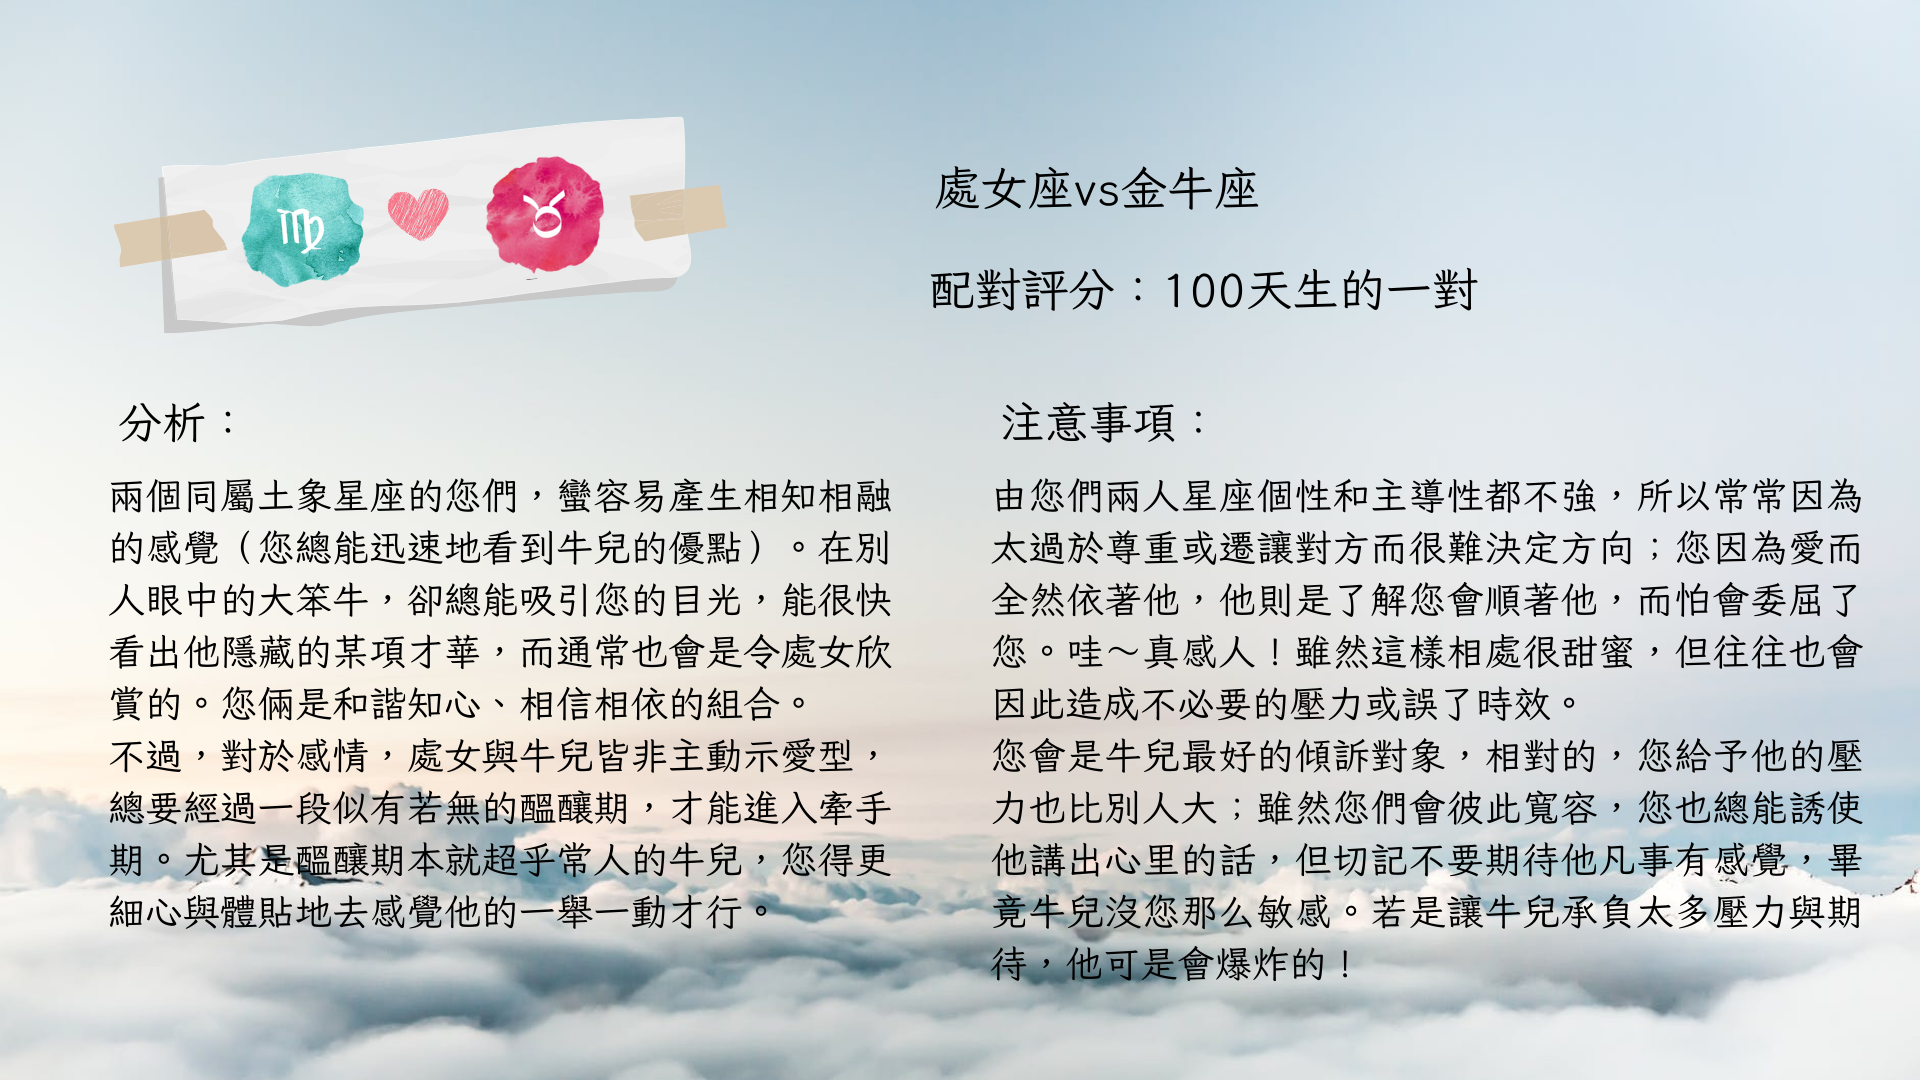 處女座vs金牛座
配對評分：100天生的一對
分析：
兩個同屬土象星座的您們，蠻容易產生相知相融
的感覺（您總能迅速地看到牛兒的優點）。在別
人眼中的大笨牛，卻總能吸引您的目光，能很快
看出他隱藏的某項才華，而通常也會是令處女欣
賞的。您倆是和諧知心、相信相依的組合。
不過，對於感情，處女與牛兒皆非主動示愛型，
總要經過一段似有若無的醞釀期，才能進入牽手
期。尤其是醞釀期本就超乎常人的牛兒，您得更
細心與體貼地去感覺他的一舉一動才行。
注意事項：
由您們兩人星座個性和主導性都不強，所以常常因為
太過於尊重或遷讓對方而很難決定方向；您因為愛而
全然依著他，他則是了解您會順著他，而怕會委屈了
您。哇～真感人！雖然這樣相處很甜蜜，但往往也會
因此造成不必要的壓力或誤了時效。
您會是牛兒最好的傾訴對象，相對的，您給予他的壓
力也比別人大；雖然您們會彼此寬容，您也總能誘使
他講出心里的話，但切記不要期待他凡事有感覺，畢
竟牛兒沒您那么敏感。若是讓牛兒承負太多壓力與期
待，他可是會爆炸的！